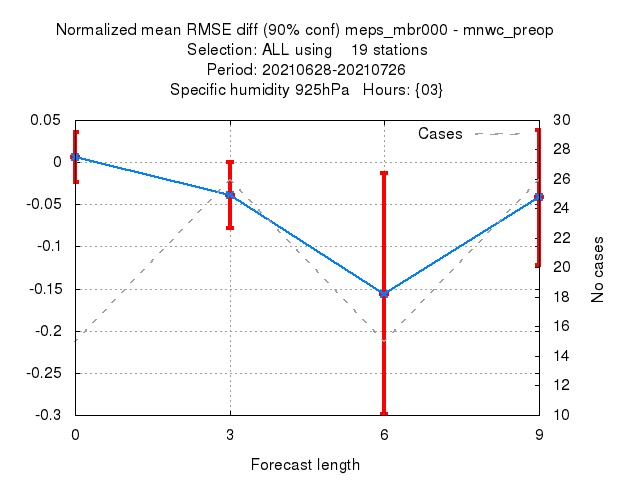 Normalized mean RMSE diff (90% conf) meps_mbr000 - mnwc_preop
Selection: ALL using 19 stations
Period: 20210628-20210726
Specific humidity 925hPa Hours: {03}
Cases
0.05
0
-0.05
-0.1
-0.15
-0.2
-0.25
-0.3
30
28
26
24
22
20
18
16
14
12
10
No cases
0 3 6 9
Forecast length